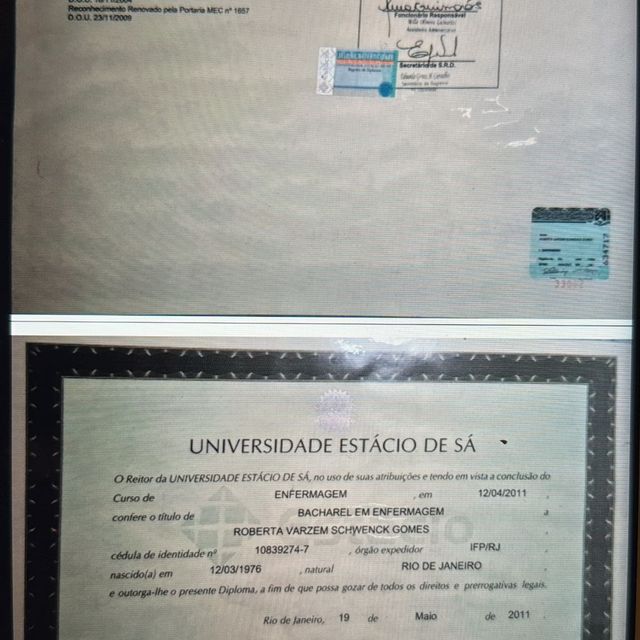 Reconhecimento Renovado pela Portaria MEC nº 1657
D.O.U. 23/11/2009
Funcionário Responsável
Secretário de S.R.D.
UNIVERSIDADE ESTÁCIO DE SÁ
O Reitor da UNIVERSIDADE ESTÁCIO DE SÁ, no uso de suas atribuições e tendo em vista a conclusão do
Curso de ENFERMAGEM , em 12/04/2011 ,
confere o título de BACHAREL EM ENFERMAGEM a
ROBERTA VARZEM SCHWENCK GOMES ,
cédula de identidade nº 10839274-7 , órgão expedidor IFP/RJ ,
nascido(a) em 12/03/1976 , natural RIO DE JANEIRO ,
e outorga-lhe o presente Diploma, a fim de que possa gozar de todos os direitos e prerrogativas legais.
Rio de Janeiro, 19 de Maio de 2011 .